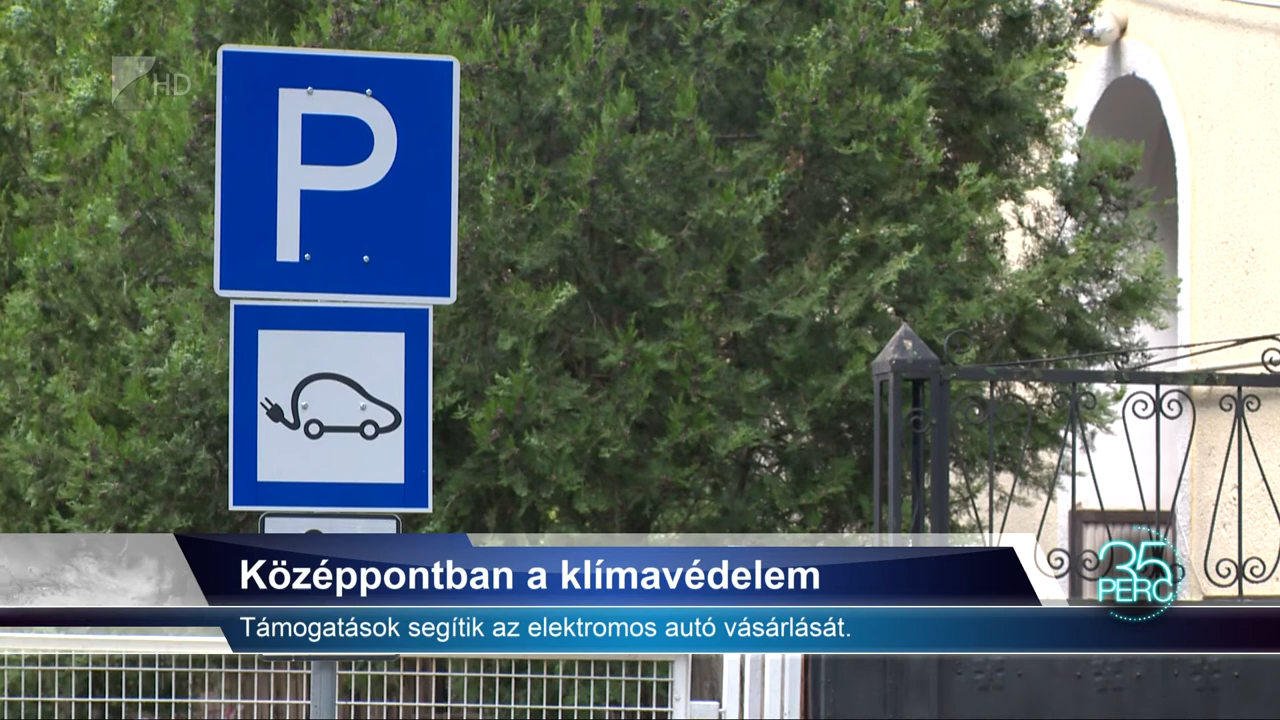 HD
P
Középpontban a klímavédelem
35
PERC
Támogatások segítik az elektromos autó vásárlását.